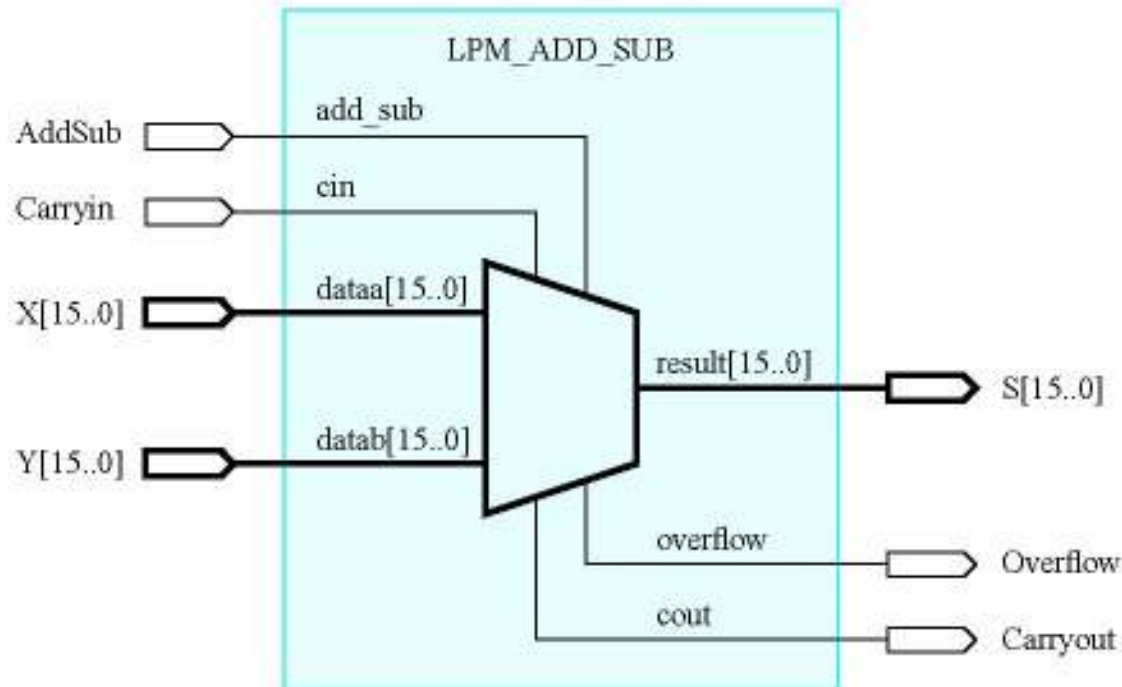 LPM_ADD_SUB
AddSub
add_sub
Carryin
cin
X[15..0]
dataa[15..0]
result[15..0]
S[15..0]
Y[15..0]
datab[15..0]
overflow
Overflow
cout
Carryout